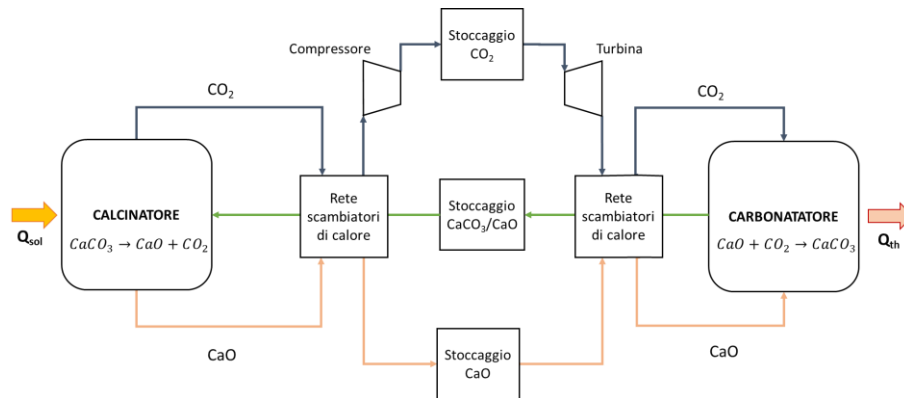 Stoccaggio
CO₂
Compressore
Turbina
CO₂
CO₂
Rete
scambiatori
di calore
Stoccaggio
CaCO₃/CaO
Rete
scambiatori
di calore
CALCINATORE
CaCO₃ → CaO + CO₂
CARBONATATORE
CaO + CO₂ → CaCO₃
Qsol
Qth
CaO
CaO
Stoccaggio
CaO